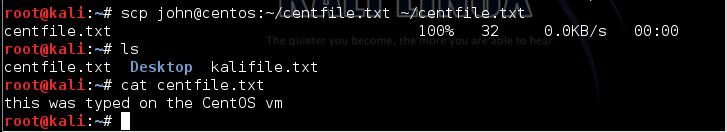 root@kali:~# scp john@centos:~/centfile.txt ~/centfile.txt
centfile.txt 100% 32 0.0KB/s 00:00
root@kali:~# ls
The quieter you become, the more you are able to hear.
centfile.txt Desktop kalifile.txt
root@kali:~# cat centfile.txt
this was typed on the CentOS vm
root@kali:~#